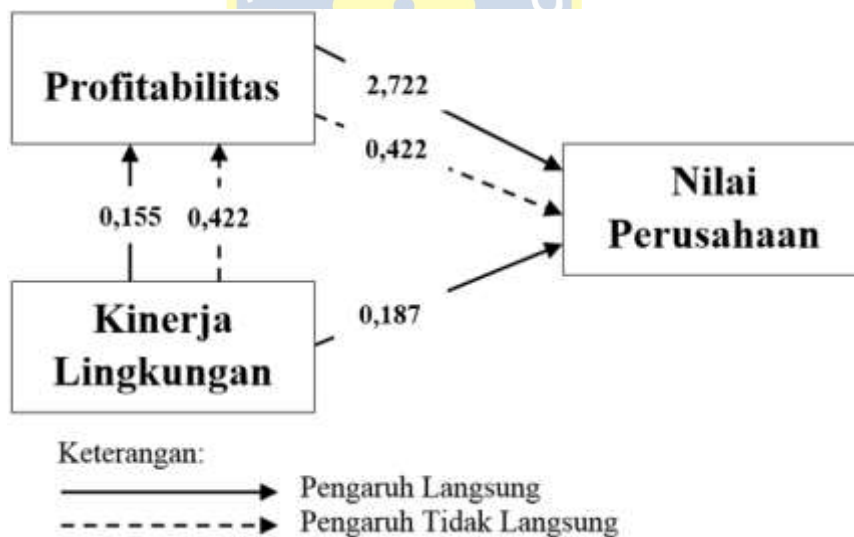 Profitabilitas
2,722
0,422
Nilai
Perusahaan
0,155
0,422
0,187
Kinerja
Lingkungan
Keterangan:
Pengaruh Langsung
Pengaruh Tidak Langsung